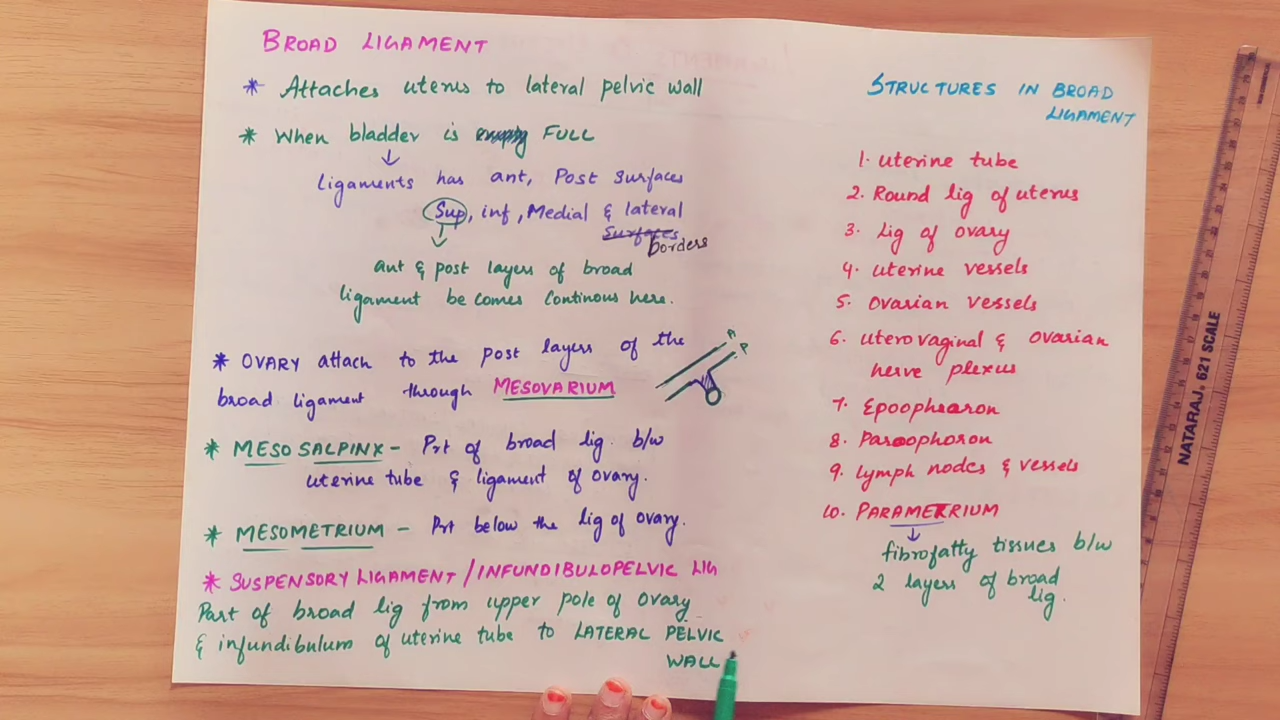 BROAD LIGAMENT
* Attaches uterus to lateral pelvic wall
* When bladder is empty FULL
↓
ligaments has ant, Post surfaces
Sup, inf, Medial & lateral
Surfaces
borders
ant & post layers of broad
ligament be comes continous here.
* OVARY attach to the post layers of the
broad ligament through MESOVARIUM
A
P
* MESO SALPINX - Prt of broad lig. b/w
uterine tube & ligament of ovary.
* MESOMETRIUM - Prt below the lig of ovary.
* SUSPENSORY LIGAMENT / INFUNDIBULOPELVIC LIG
Part of broad lig from upper pole of ovary
& infundibulum of uterine tube to LATERAL PELVIC
WALL
STRUCTURES IN BROAD
LIGAMENT
1. uterine tube
2. Round lig of uterus
3. lig of ovary
4. uterine vessels
5. Ovarian vessels
6. uterovaginal & ovarian
nerve plexus
7. Epoophoron
8. Paroophoron
9. lymph nodes & vessels
10. PARAMETRIUM
↓
fibrofatty tissues b/w
2 layers of broad
lig.
NATARAJ 621 SCALE